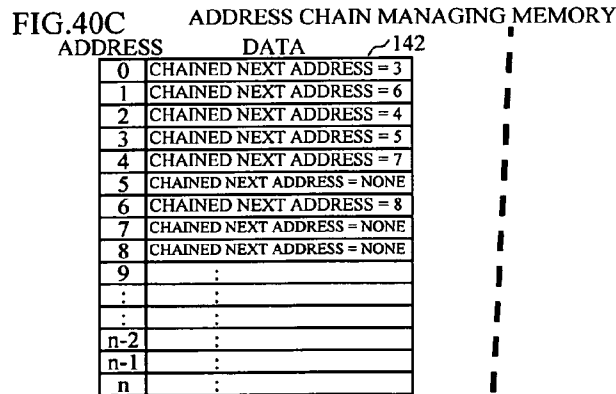 FIG.40C ADDRESS CHAIN MANAGING MEMORY
ADDRESS DATA 142
0 CHAINED NEXT ADDRESS = 3
1 CHAINED NEXT ADDRESS = 6
2 CHAINED NEXT ADDRESS = 4
3 CHAINED NEXT ADDRESS = 5
4 CHAINED NEXT ADDRESS = 7
5 CHAINED NEXT ADDRESS = NONE
6 CHAINED NEXT ADDRESS = 8
7 CHAINED NEXT ADDRESS = NONE
8 CHAINED NEXT ADDRESS = NONE
9 :
: :
: :
n-2 :
n-1 :
n :